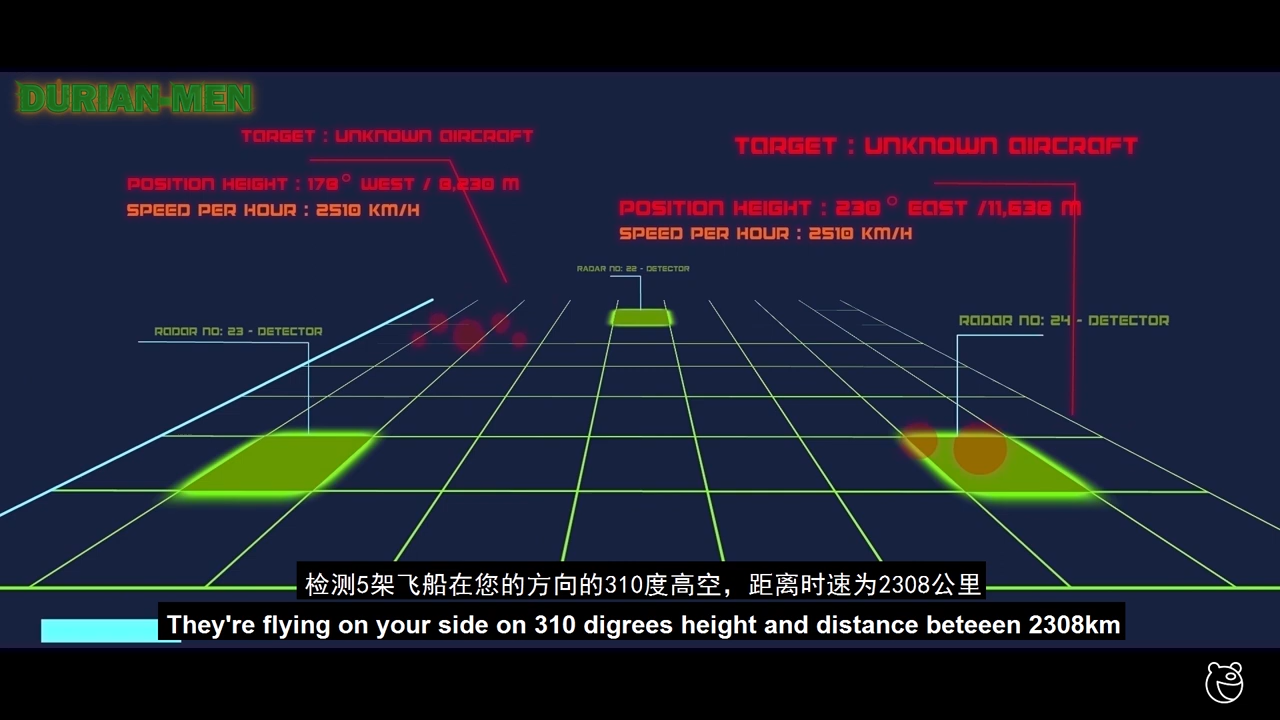 DURIAN-MEN
TARGET : UNKNOWN AIRCRAFT
POSITION HEIGHT : 170° WEST / 8,230 M
SPEED PER HOUR : 2510 KM/H
TARGET : UNKNOWN AIRCRAFT
POSITION HEIGHT : 230° EAST /11,630 M
SPEED PER HOUR : 2510 KM/H
RADAR NO: 22 - DETECTOR
RADAR NO: 23 - DETECTOR
RADAR NO: 24 - DETECTOR
检测5架飞船在您的方向的310度高空，距离时速为2308公里
They're flying on your side on 310 digrees height and distance beteeen 2308km